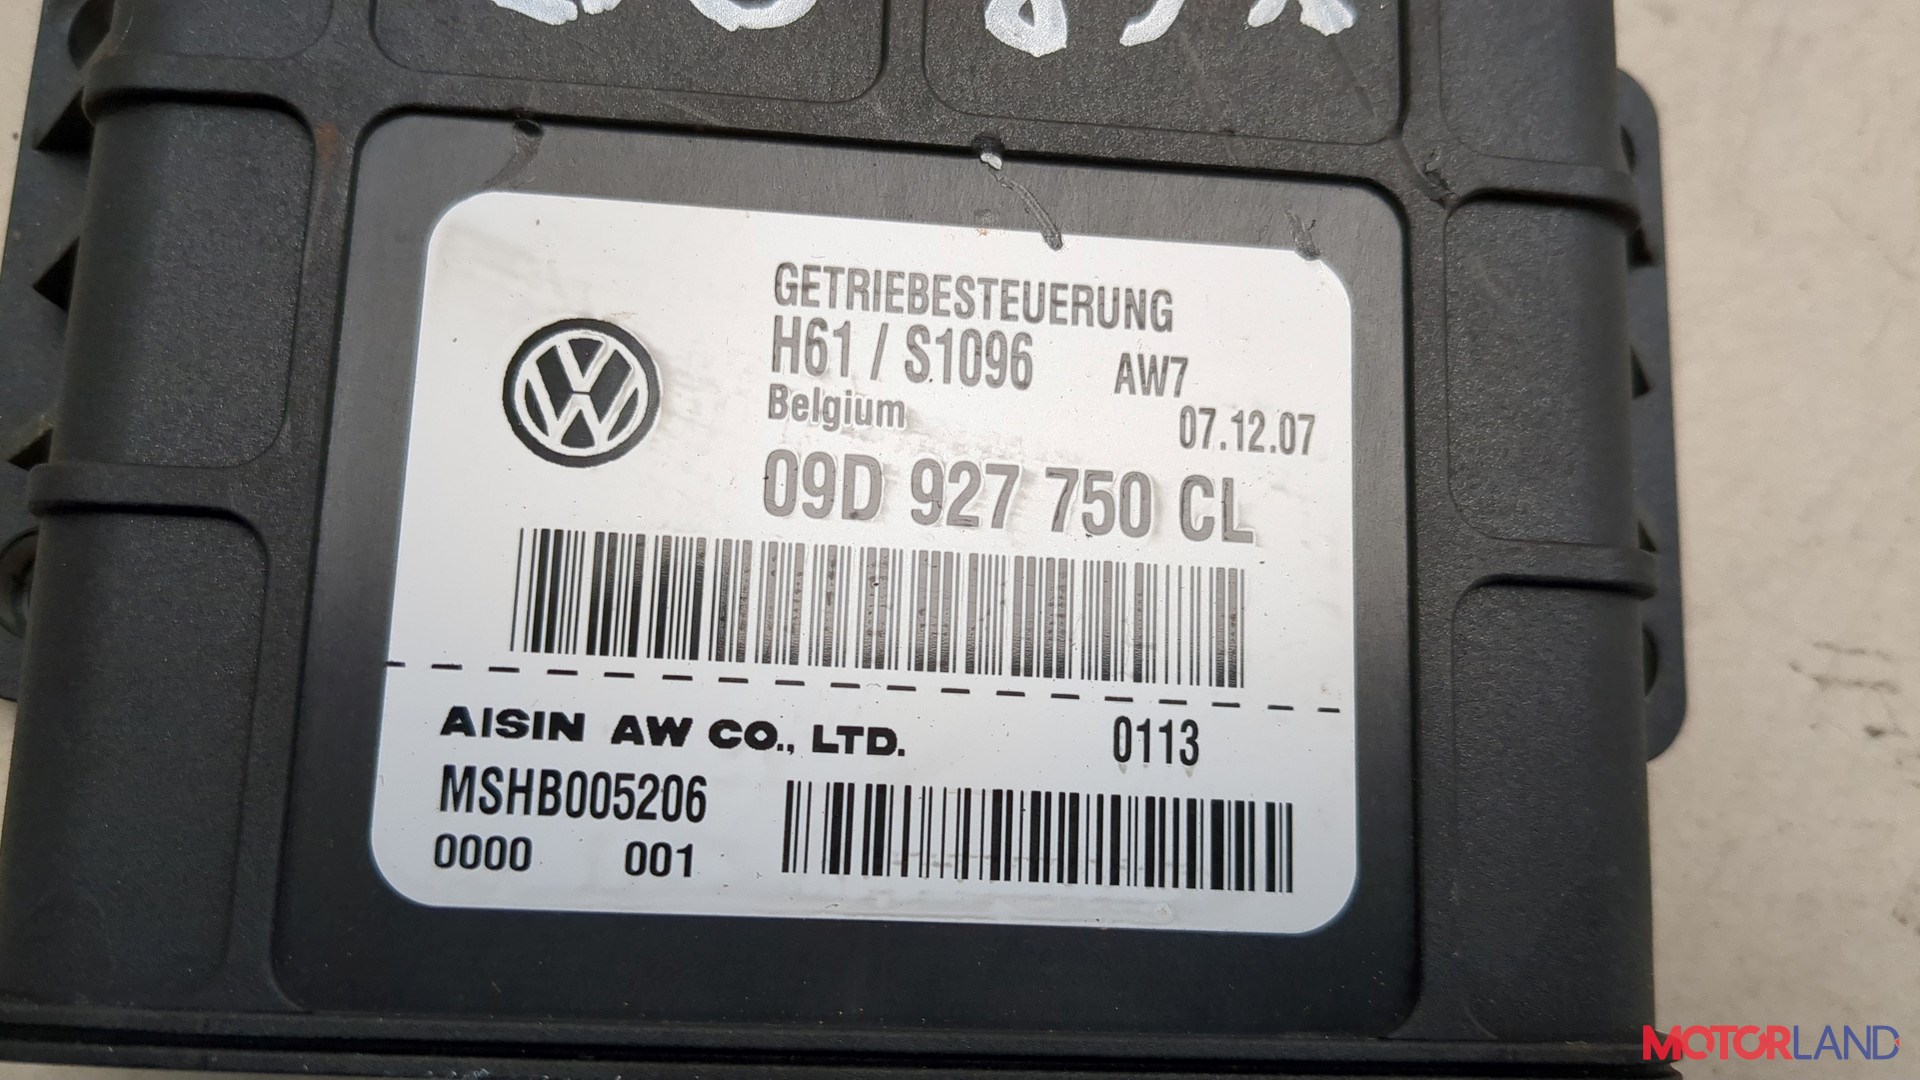 GETRIEBESTEUERUNG
H61 / S1096 AW7
Belgium 07.12.07
09D 927 750 CL
AISIN AW CO., LTD. 0113
MSHB005206
0000 001
MOTORLAND